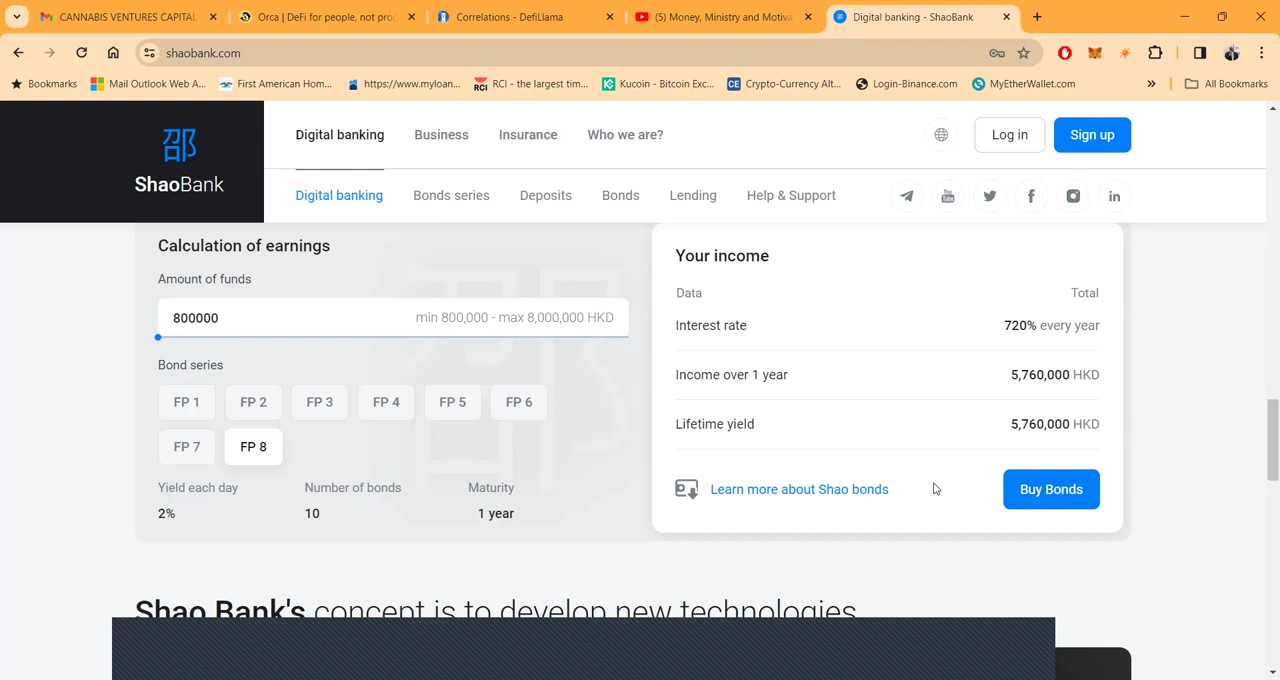 CANNABIS VENTURES CAPITAL
Orca | DeFi for people, not pro
Correlations - DefiLlama
(5) Money, Ministry and Motiva
Digital banking - ShaoBank
shaobank.com
Bookmarks
Mail Outlook Web A...
First American Hom...
https://www.myloan...
RCI - the largest tim...
Kucoin - Bitcoin Exc...
Crypto-Currency Alt...
Login-Binance.com
MyEtherWallet.com
»
All Bookmarks
邵
ShaoBank
Digital banking
Business
Insurance
Who we are?
Log in
Sign up
Digital banking
Bonds series
Deposits
Bonds
Lending
Help & Support
Calculation of earnings
Amount of funds
800000 min 800,000 - max 8,000,000 HKD
Bond series
FP 1 FP 2 FP 3 FP 4 FP 5 FP 6
FP 7 FP 8
Yield each day Number of bonds Maturity
2% 10 1 year
Your income
Data Total
Interest rate 720% every year
Income over 1 year 5,760,000 HKD
Lifetime yield 5,760,000 HKD
Learn more about Shao bonds
Buy Bonds
Shao Bank's concept is to develop new technologies